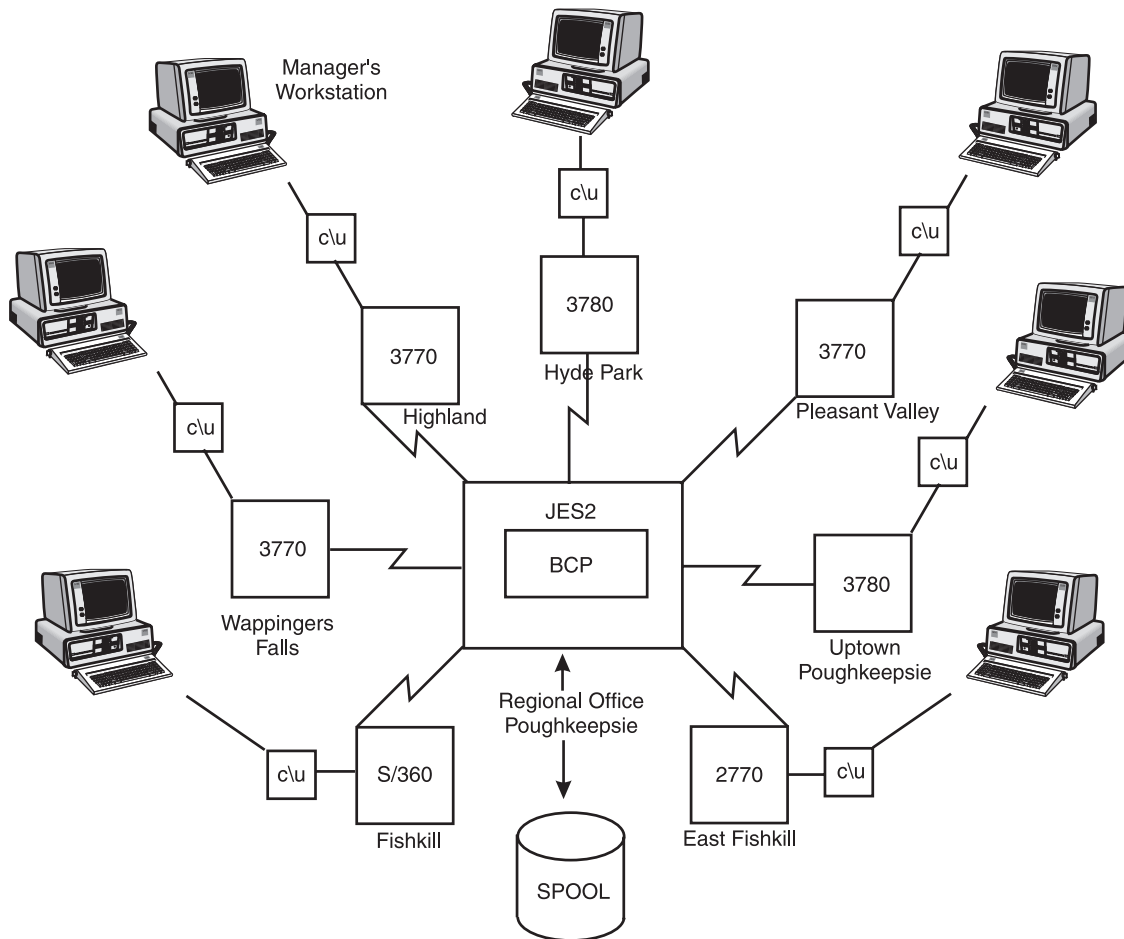 Manager's
Workstation
c\u
c\u
c\u
3780
Hyde Park
3770
Highland
3770
Pleasant Valley
c\u
c\u
3770
Wappingers
Falls
JES2
BCP
3780
Uptown
Poughkeepsie
Regional Office
Poughkeepsie
c\u
S/360
Fishkill
2770
East Fishkill
c\u
SPOOL